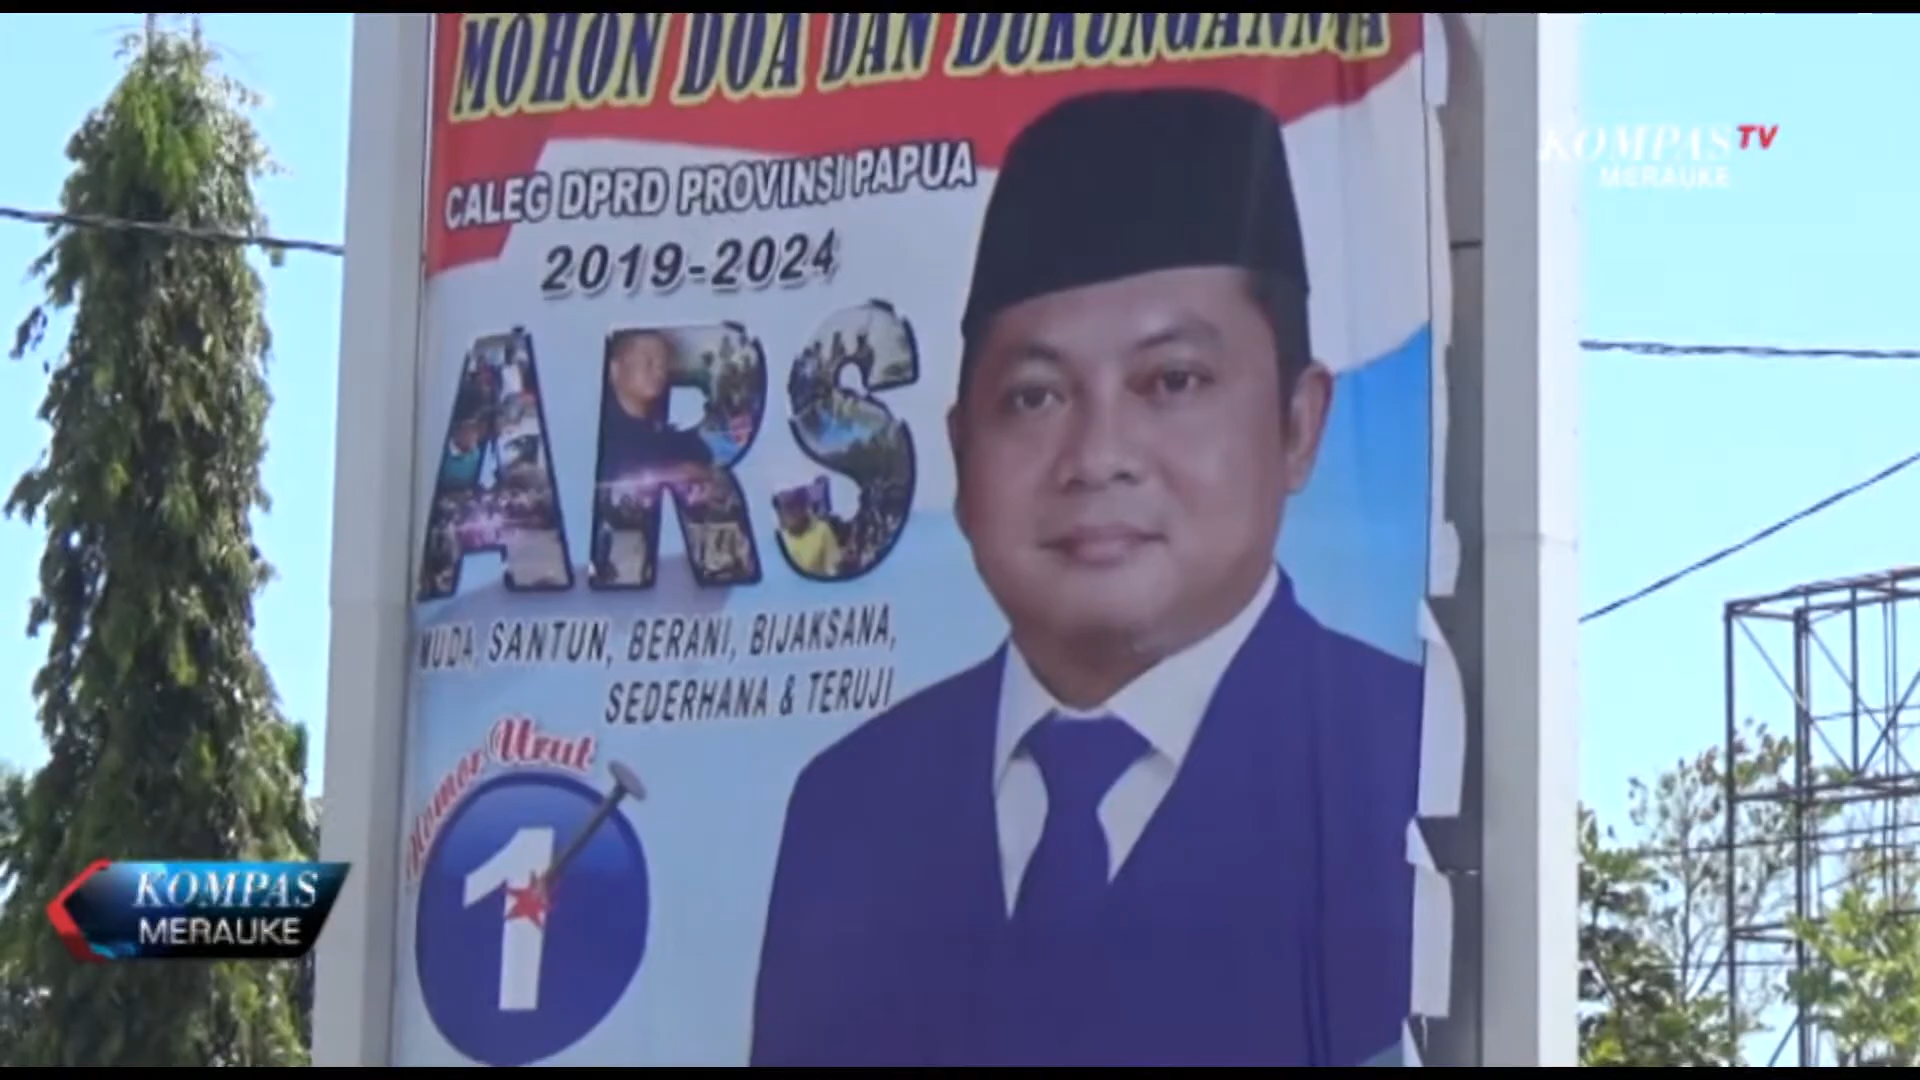 MOHON DOA DAN DUKUNGANNYA
CALEG DPRD PROVINSI PAPUA
2019-2024
ARS
MUDA, SANTUN, BERANI, BIJAKSANA,
SEDERHANA & TERUJI
Nomor Urut
1
KOMPAS TV
MERAUKE
KOMPAS
MERAUKE